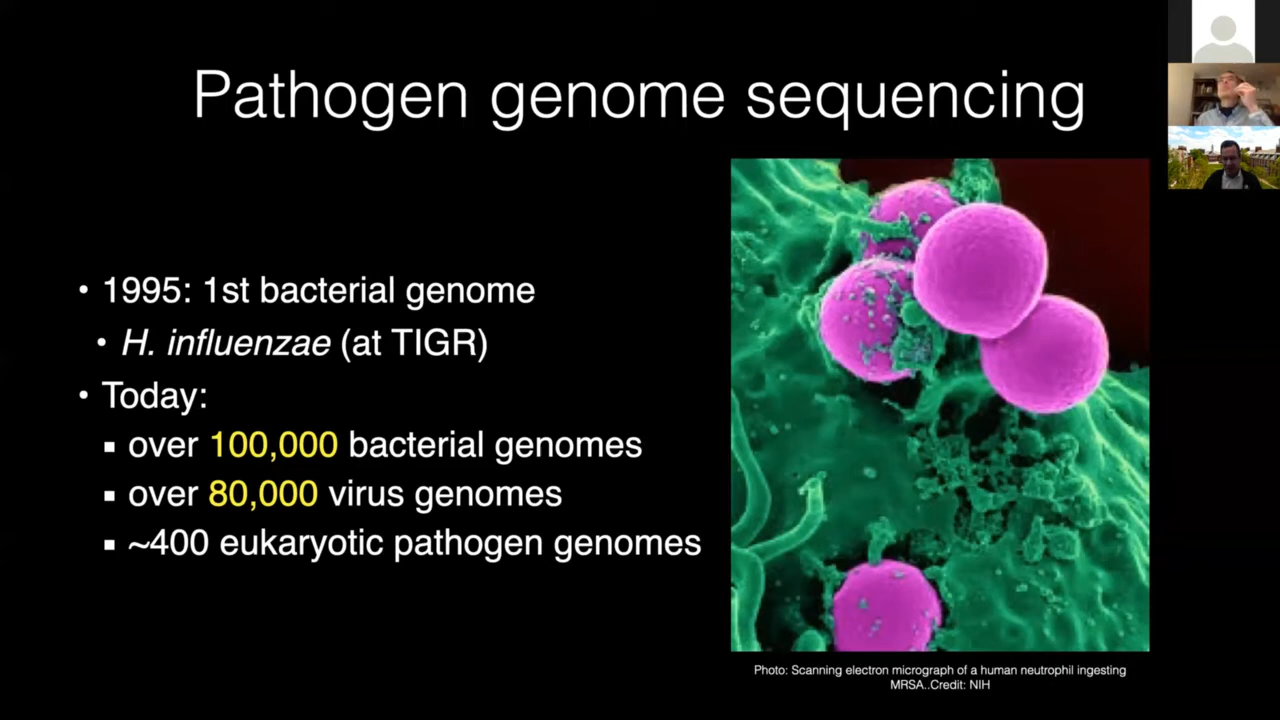 Pathogen genome sequencing
• 1995: 1st bacterial genome
• H. influenzae (at TIGR)
• Today:
▪ over 100,000 bacterial genomes
▪ over 80,000 virus genomes
▪ ~400 eukaryotic pathogen genomes
Photo: Scanning electron micrograph of a human neutrophil ingesting
MRSA..Credit: NIH